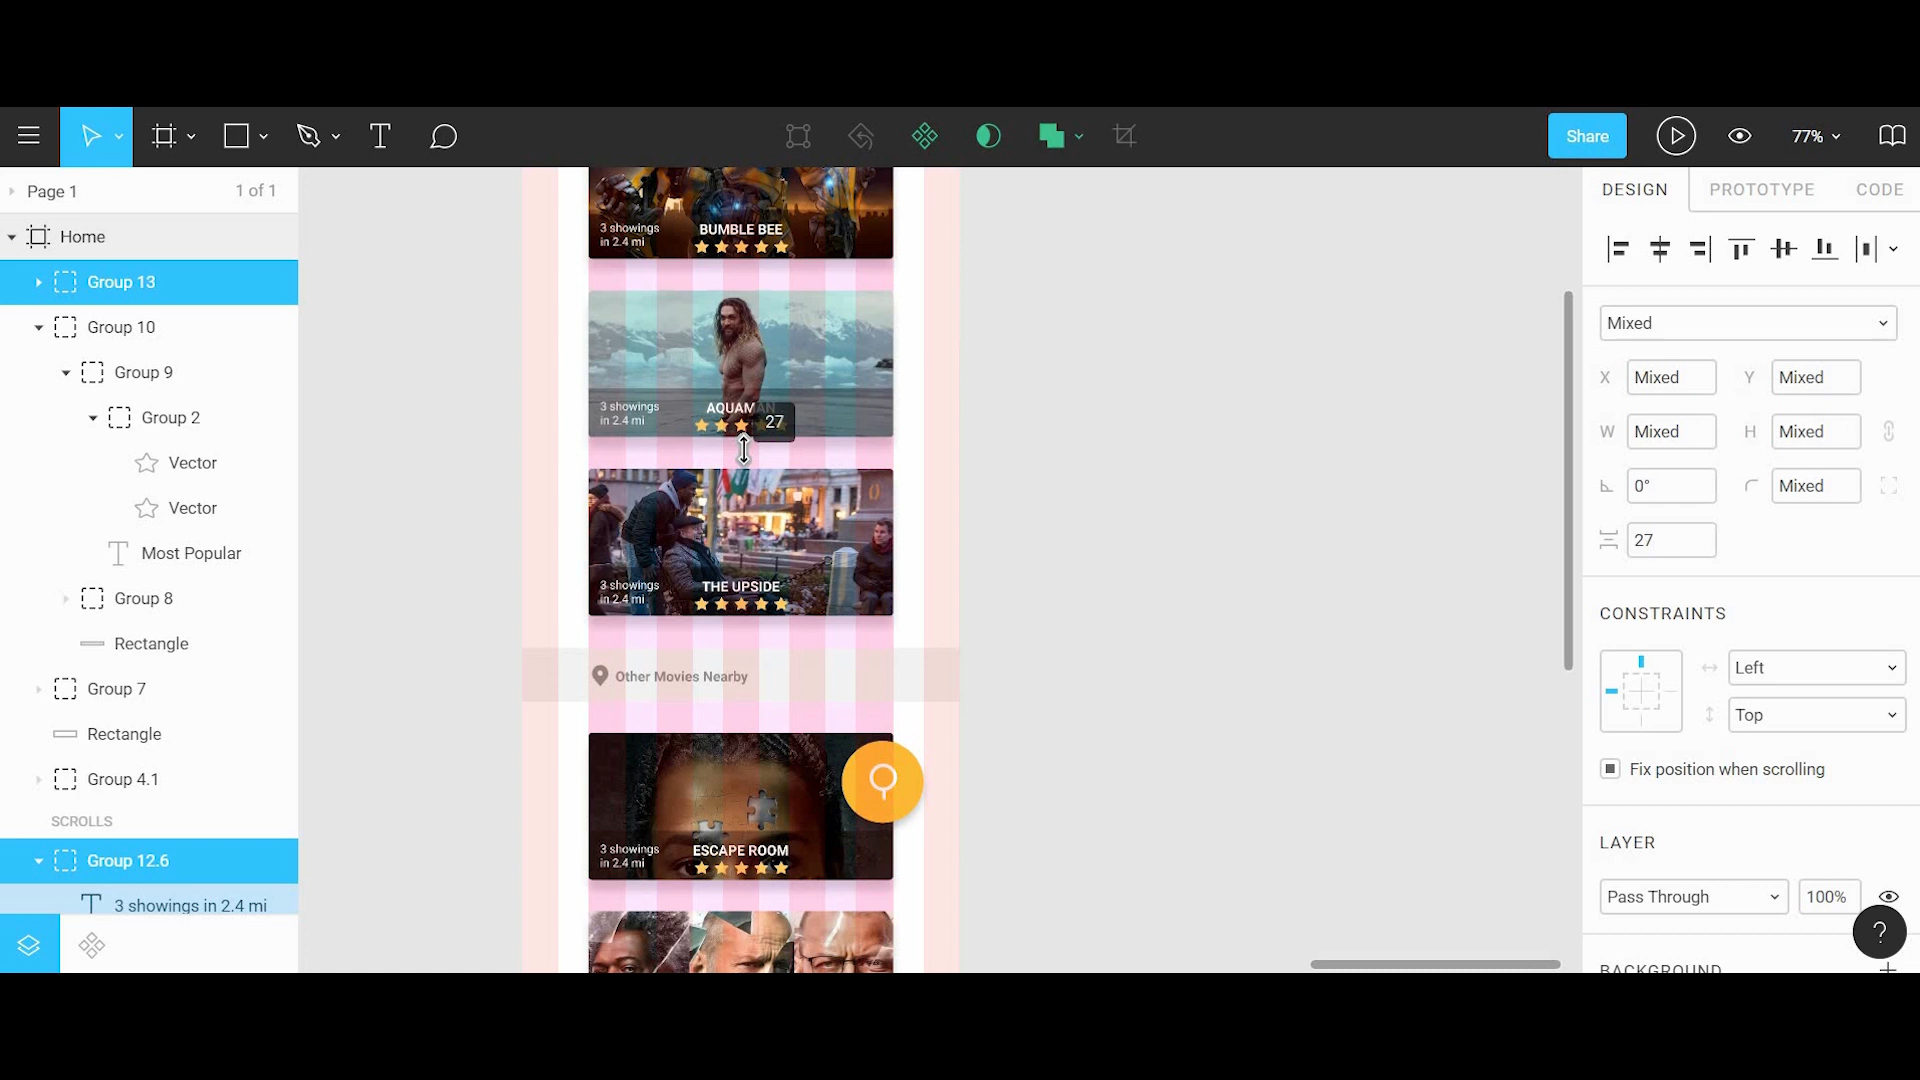 Share
77%
Page 1
1 of 1
Home
Group 13
Group 10
Group 9
Group 2
Vector
Vector
Most Popular
Group 8
Rectangle
Group 7
Rectangle
Group 4.1
SCROLLS
Group 12.6
3 showings in 2.4 mi
3 showings
in 2.4 mi
BUMBLE BEE
3 showings
in 2.4 mi
AQUAMAN
27
3 showings
in 2.4 mi
THE UPSIDE
Other Movies Nearby
3 showings
in 2.4 mi
ESCAPE ROOM
DESIGN
PROTOTYPE
CODE
Mixed
X Mixed
Y Mixed
W Mixed
H Mixed
0°
Mixed
27
CONSTRAINTS
Left
Top
Fix position when scrolling
LAYER
Pass Through
100%
?
BACKGROUND